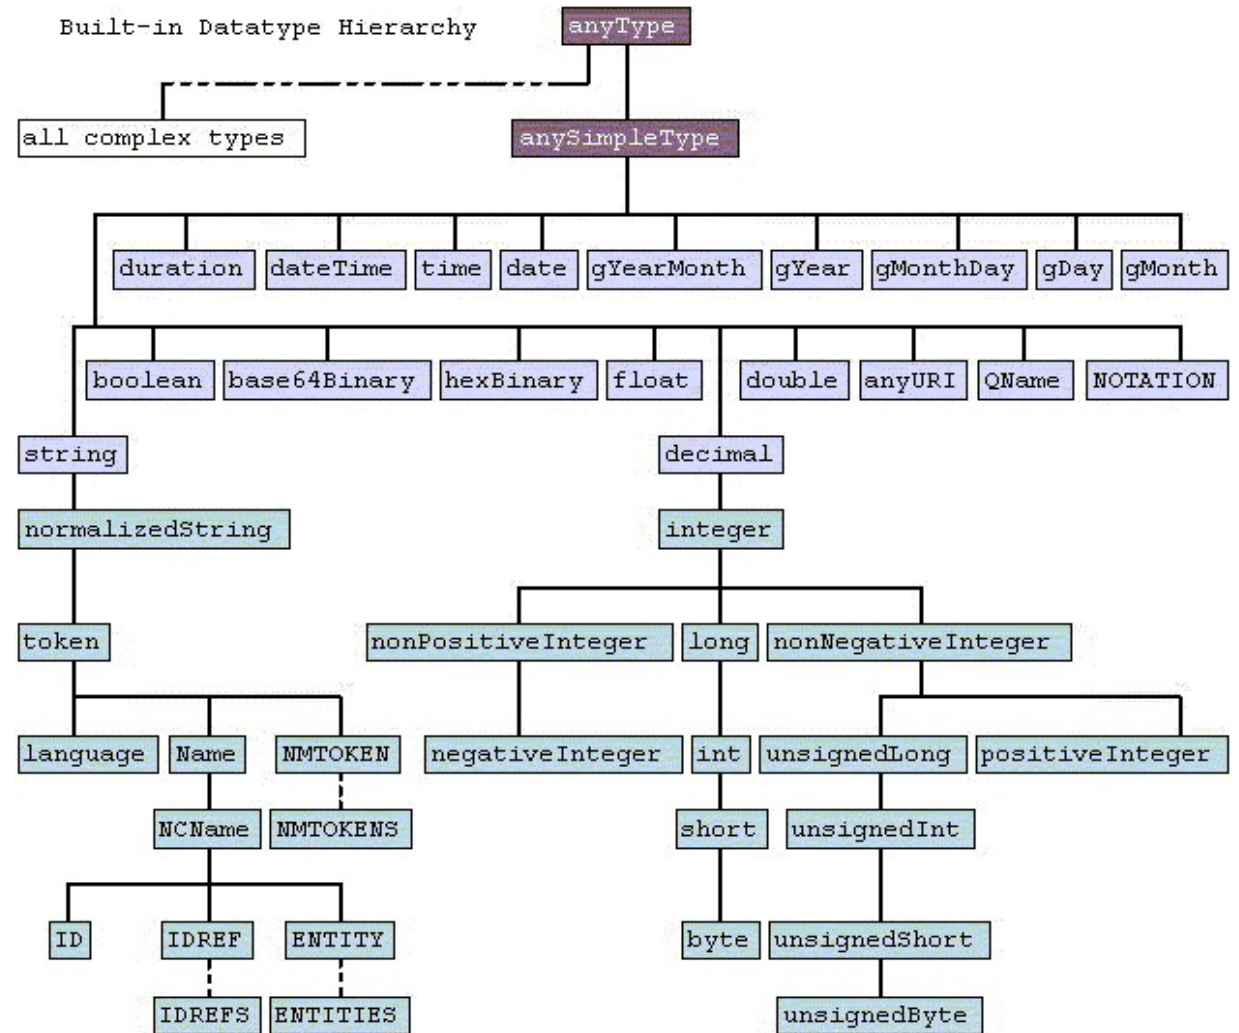 Built-in Datatype Hierarchy anyType
all complex types anySimpleType
duration dateTime time date gYearMonth gYear gMonthDay gDay gMonth
boolean base64Binary hexBinary float double anyURI QName NOTATION
string decimal
normalizedString integer
token nonPositiveInteger long nonNegativeInteger
language Name NMTOKEN negativeInteger int unsignedLong positiveInteger
NCName NMTOKENS short unsignedInt
ID IDREF ENTITY byte unsignedShort
IDREFS ENTITIES unsignedByte